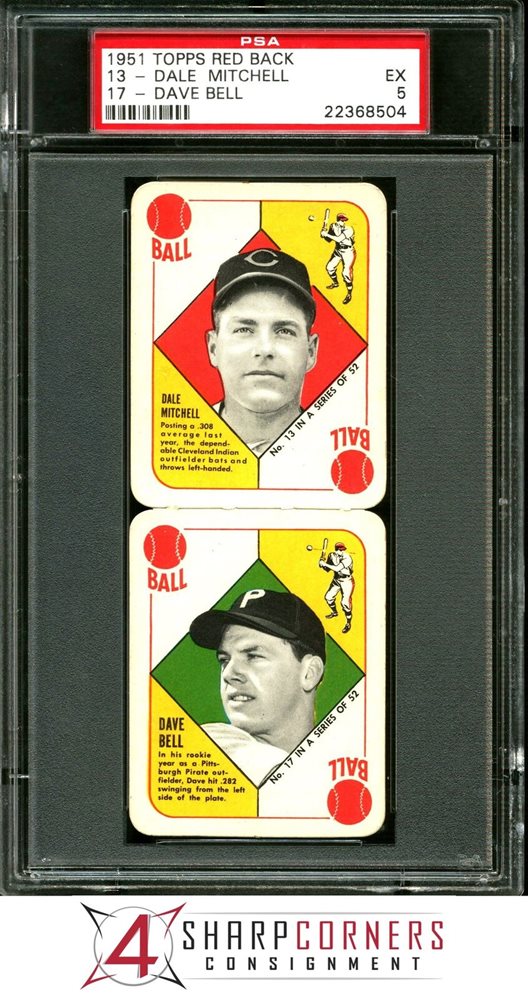 PSA
1951 TOPPS RED BACK
13 - DALE MITCHELL EX
17 - DAVE BELL 5
22368504
BALL
C
DALE
MITCHELL
Posting a .308
average last
year, the depend-
able Cleveland Indian
outfielder bats and
throws left-handed.
No. 13 IN A SERIES OF 52
BALL
BALL
P
DAVE
BELL
In his rookie
year as a Pitts-
burgh Pirate out-
fielder, Dave hit .282
swinging from the left
side of the plate.
No. 17 IN A SERIES OF 52
BALL
4 SHARPCORNERS
CONSIGNMENT